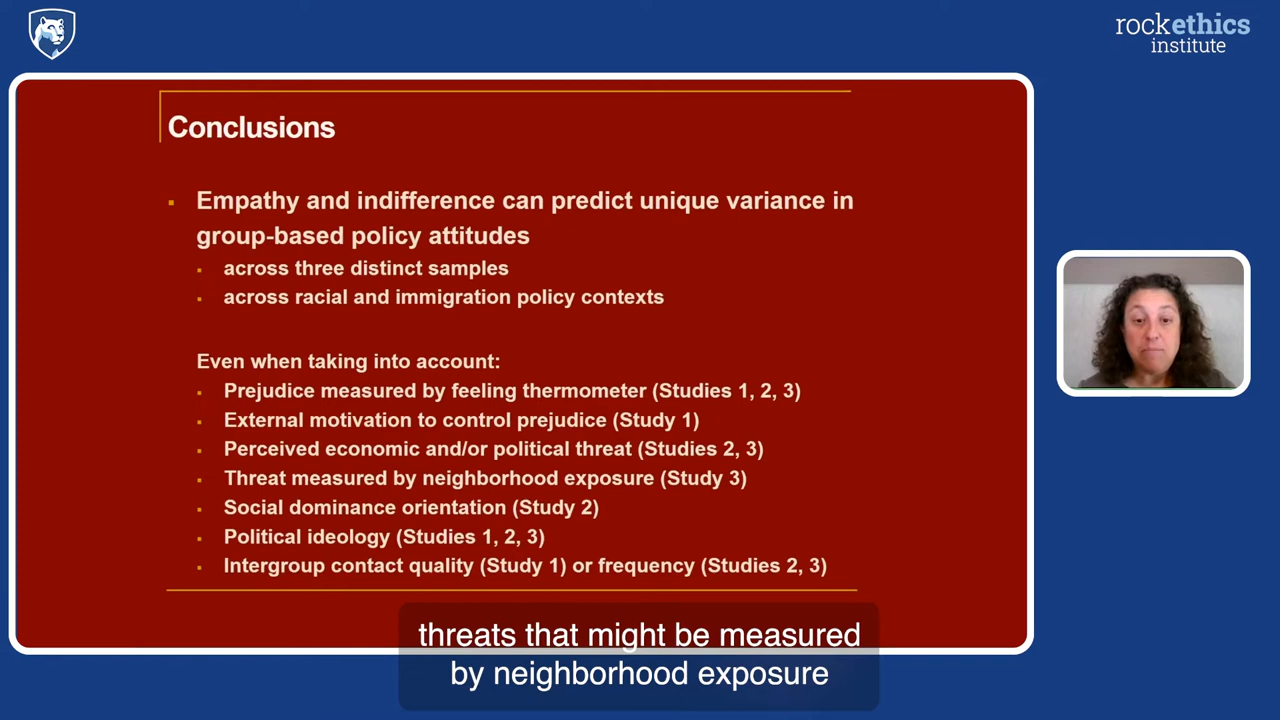 rockethics
institute
Conclusions
▪ Empathy and indifference can predict unique variance in
group-based policy attitudes
▪ across three distinct samples
▪ across racial and immigration policy contexts
Even when taking into account:
▪ Prejudice measured by feeling thermometer (Studies 1, 2, 3)
▪ External motivation to control prejudice (Study 1)
▪ Perceived economic and/or political threat (Studies 2, 3)
▪ Threat measured by neighborhood exposure (Study 3)
▪ Social dominance orientation (Study 2)
▪ Political ideology (Studies 1, 2, 3)
▪ Intergroup contact quality (Study 1) or frequency (Studies 2, 3)
threats that might be measured
by neighborhood exposure